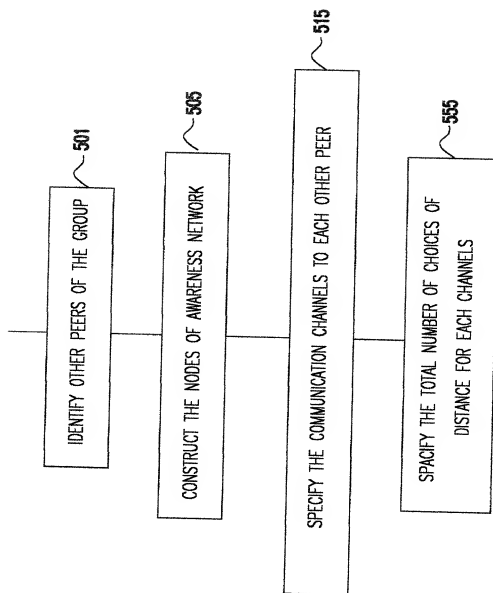 IDENTIFY OTHER PEERS OF THE GROUP
501
CONSTRUCT THE NODES OF AWARENESS NETWORK
505
SPECIFY THE COMMUNICATION CHANNELS TO EACH OTHER PEER
515
SPACIFY THE TOTAL NUMBER OF CHOICES OF
DISTANCE FOR EACH CHANNELS
555